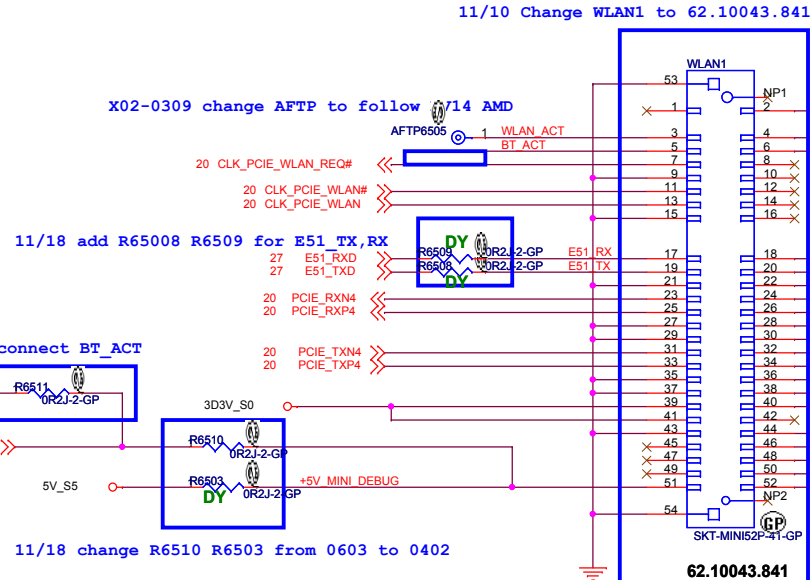 11/10 Change WLAN1 to 62.10043.841
WLAN1
53
NP1
1
2
X02-0309 change AFTP to follow V14 AMD
AFTP6505
1
WLAN_ACT
3
4
BT_ACT
5
6
20 CLK_PCIE_WLAN_REQ#
7
8
9
10
20 CLK_PCIE_WLAN#
11
12
20 CLK_PCIE_WLAN
13
14
15
16
11/18 add R65008 R6509 for E51_TX,RX
DY
27 E51_RXD
R6509
0R2J-2-GP
E51_RX
17
18
27 E51_TXD
R6508
0R2J-2-GP
E51_TX
19
20
DY
21
22
20 PCIE_RXN4
23
24
20 PCIE_RXP4
25
26
27
28
29
30
connect BT_ACT
20 PCIE_TXN4
31
32
20 PCIE_TXP4
33
34
35
36
R6511
0R2J-2-GP
37
38
3D3V_S0
39
40
41
42
43
44
R6510
0R2J-2-GP
45
46
47
48
49
50
5V_S5
R6503
DY
0R2J-2-GP
+5V_MINI_DEBUG
51
52
NP2
54
GP
SKT-MINI52P-41-GP
11/18 change R6510 R6503 from 0603 to 0402
62.10043.841